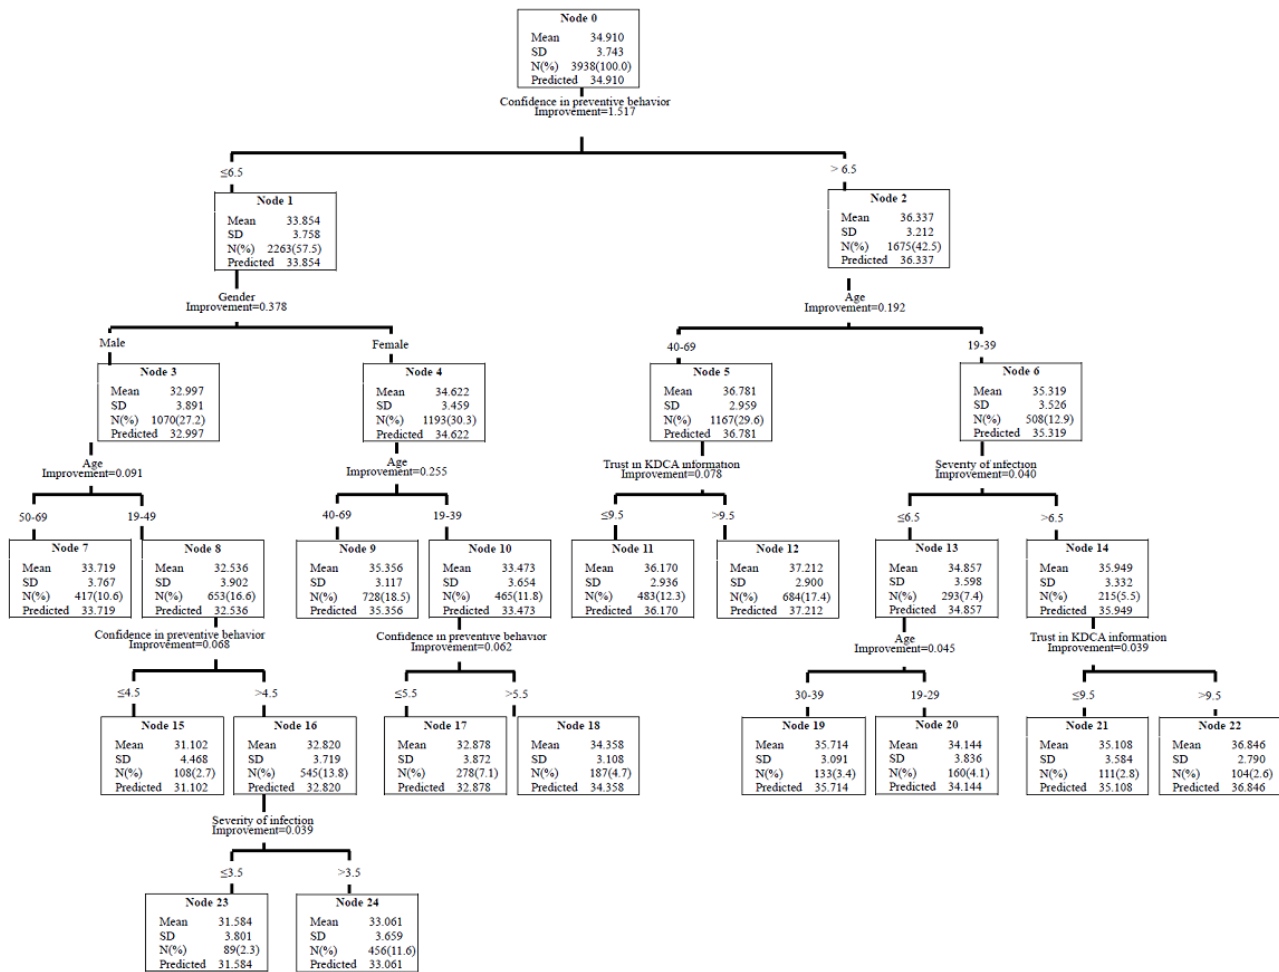 Node 0
Mean 34.910
SD 3.743
N(%) 3938(100.0)
Predicted 34.910
Confidence in preventive behavior
Improvement=1.517
≤6.5
> 6.5
Node 1
Mean 33.854
SD 3.758
N(%) 2263(57.5)
Predicted 33.854
Node 2
Mean 36.337
SD 3.212
N(%) 1675(42.5)
Predicted 36.337
Gender
Improvement=0.378
Age
Improvement=0.192
Male
Female
40-69
19-39
Node 3
Mean 32.997
SD 3.891
N(%) 1070(27.2)
Predicted 32.997
Node 4
Mean 34.622
SD 3.459
N(%) 1193(30.3)
Predicted 34.622
Node 5
Mean 36.781
SD 2.959
N(%) 1167(29.6)
Predicted 36.781
Node 6
Mean 35.319
SD 3.526
N(%) 508(12.9)
Predicted 35.319
Age
Improvement=0.091
Age
Improvement=0.255
Trust in KDCA information
Improvement=0.078
Severity of infection
Improvement=0.040
50-69
19-49
40-69
19-39
≤9.5
>9.5
≤6.5
>6.5
Node 7
Mean 33.719
SD 3.767
N(%) 417(10.6)
Predicted 33.719
Node 8
Mean 32.536
SD 3.902
N(%) 653(16.6)
Predicted 32.536
Node 9
Mean 35.356
SD 3.117
N(%) 728(18.5)
Predicted 35.356
Node 10
Mean 33.473
SD 3.654
N(%) 465(11.8)
Predicted 33.473
Node 11
Mean 36.170
SD 2.936
N(%) 483(12.3)
Predicted 36.170
Node 12
Mean 37.212
SD 2.900
N(%) 684(17.4)
Predicted 37.212
Node 13
Mean 34.857
SD 3.598
N(%) 293(7.4)
Predicted 34.857
Node 14
Mean 35.949
SD 3.332
N(%) 215(5.5)
Predicted 35.949
Confidence in preventive behavior
Improvement=0.068
Confidence in preventive behavior
Improvement=0.062
Age
Improvement=0.045
Trust in KDCA information
Improvement=0.039
≤4.5
>4.5
≤5.5
>5.5
30-39
19-29
≤9.5
>9.5
Node 15
Mean 31.102
SD 4.468
N(%) 108(2.7)
Predicted 31.102
Node 16
Mean 32.820
SD 3.719
N(%) 545(13.8)
Predicted 32.820
Node 17
Mean 32.878
SD 3.872
N(%) 278(7.1)
Predicted 32.878
Node 18
Mean 34.358
SD 3.108
N(%) 187(4.7)
Predicted 34.358
Node 19
Mean 35.714
SD 3.091
N(%) 133(3.4)
Predicted 35.714
Node 20
Mean 34.144
SD 3.836
N(%) 160(4.1)
Predicted 34.144
Node 21
Mean 35.108
SD 3.584
N(%) 111(2.8)
Predicted 35.108
Node 22
Mean 36.846
SD 2.790
N(%) 104(2.6)
Predicted 36.846
Severity of infection
Improvement=0.039
≤3.5
>3.5
Node 23
Mean 31.584
SD 3.801
N(%) 89(2.3)
Predicted 31.584
Node 24
Mean 33.061
SD 3.659
N(%) 456(11.6)
Predicted 33.061